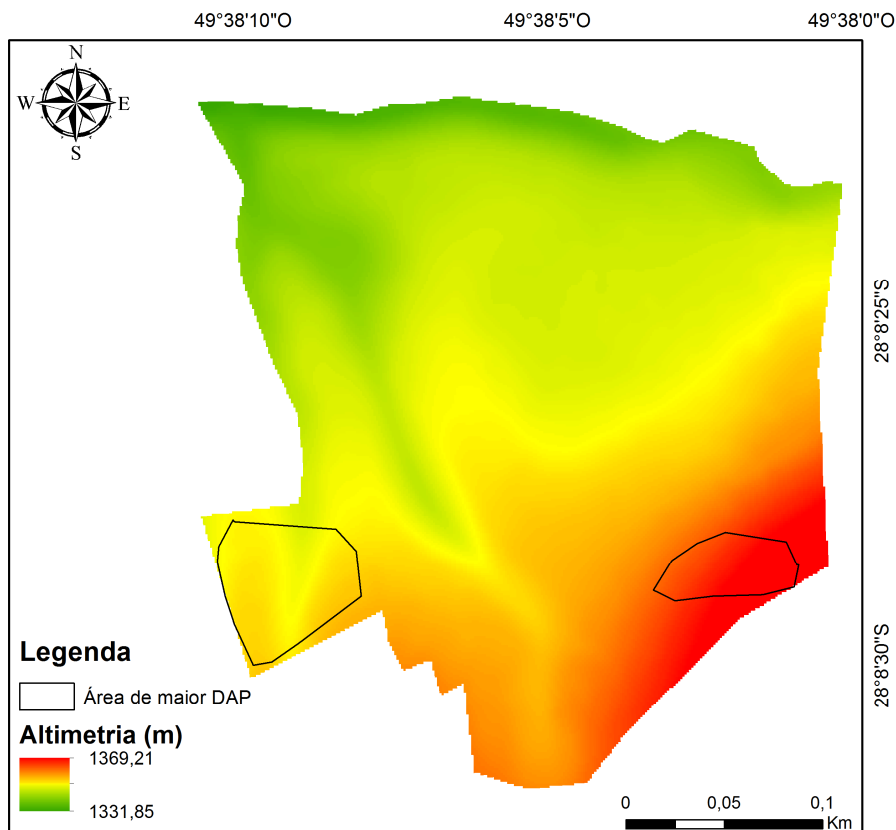 49°38'10"O 49°38'5"O 49°38'0"O
N
W E
S
28°8'25"S
28°8'30"S
Legenda
Área de maior DAP
Altimetria (m)
1369,21
1331,85
0 0,05 0,1
Km